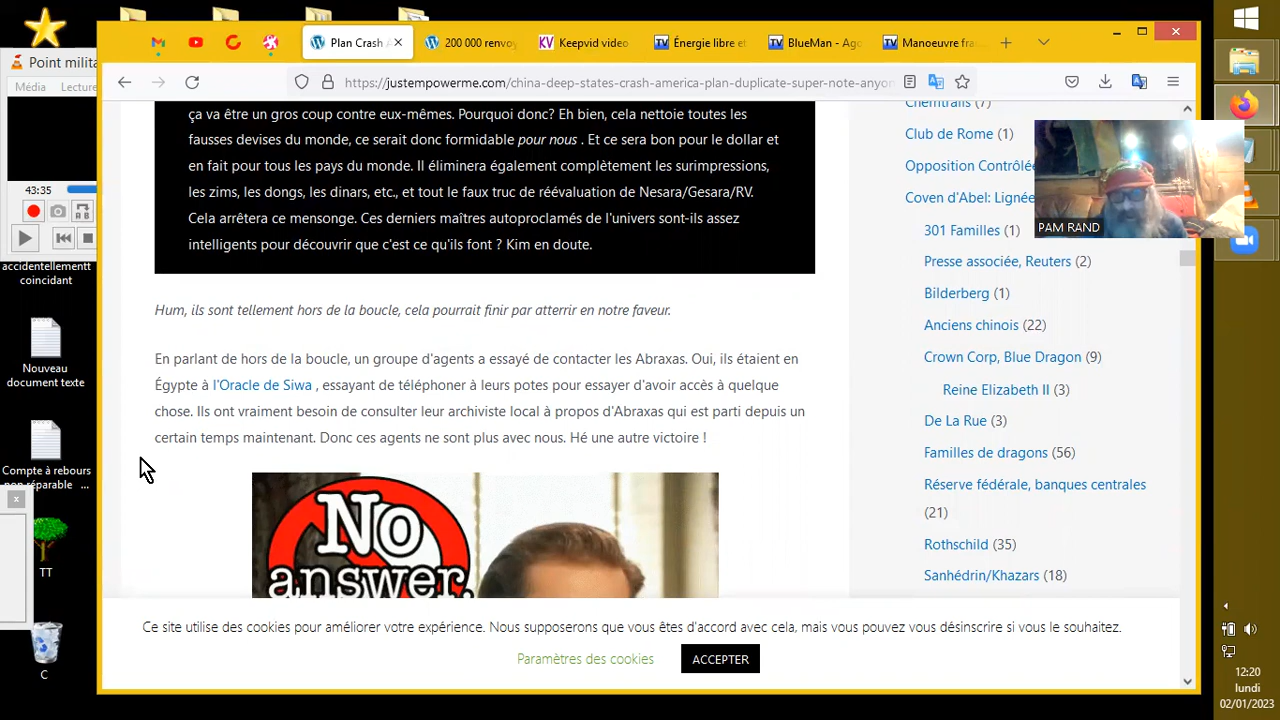 Point milita
Média Lecture
43:35
accidentellementt
coincidant
Nouveau
document texte
Compte à rebours
non réparable ...
TT
C
Plan Crash A
200 000 renvoy
Keepvid video
Énergie libre et
BlueMan - Ago
Manoeuvre fra
https://justempowerme.com/china-deep-states-crash-america-plan-duplicate-super-note-anyon
ça va être un gros coup contre eux-mêmes. Pourquoi donc? Eh bien, cela nettoie toutes les
fausses devises du monde, ce serait donc formidable pour nous . Et ce sera bon pour le dollar et
en fait pour tous les pays du monde. Il éliminera également complètement les surimpressions,
les zims, les dongs, les dinars, etc., et tout le faux truc de réévaluation de Nesara/Gesara/RV.
Cela arrêtera ce mensonge. Ces derniers maîtres autoproclamés de l'univers sont-ils assez
intelligents pour découvrir que c'est ce qu'ils font ? Kim en doute.
Hum, ils sont tellement hors de la boucle, cela pourrait finir par atterrir en notre faveur.
En parlant de hors de la boucle, un groupe d'agents a essayé de contacter les Abraxas. Oui, ils étaient en
Égypte à l'Oracle de Siwa , essayant de téléphoner à leurs potes pour essayer d'avoir accès à quelque
chose. Ils ont vraiment besoin de consulter leur archiviste local à propos d'Abraxas qui est parti depuis un
certain temps maintenant. Donc ces agents ne sont plus avec nous. Hé une autre victoire !
No
answer.
Chemtrails (7)
Club de Rome (1)
Opposition Contrôlée
Coven d'Abel: Lignée
301 Familles (1)
Presse associée, Reuters (2)
Bilderberg (1)
Anciens chinois (22)
Crown Corp, Blue Dragon (9)
Reine Elizabeth II (3)
De La Rue (3)
Familles de dragons (56)
Réserve fédérale, banques centrales
(21)
Rothschild (35)
Sanhédrin/Khazars (18)
PAM RAND
Ce site utilise des cookies pour améliorer votre expérience. Nous supposerons que vous êtes d'accord avec cela, mais vous pouvez vous désinscrire si vous le souhaitez.
Paramètres des cookies
ACCEPTER
12:20
lundi
02/01/2023